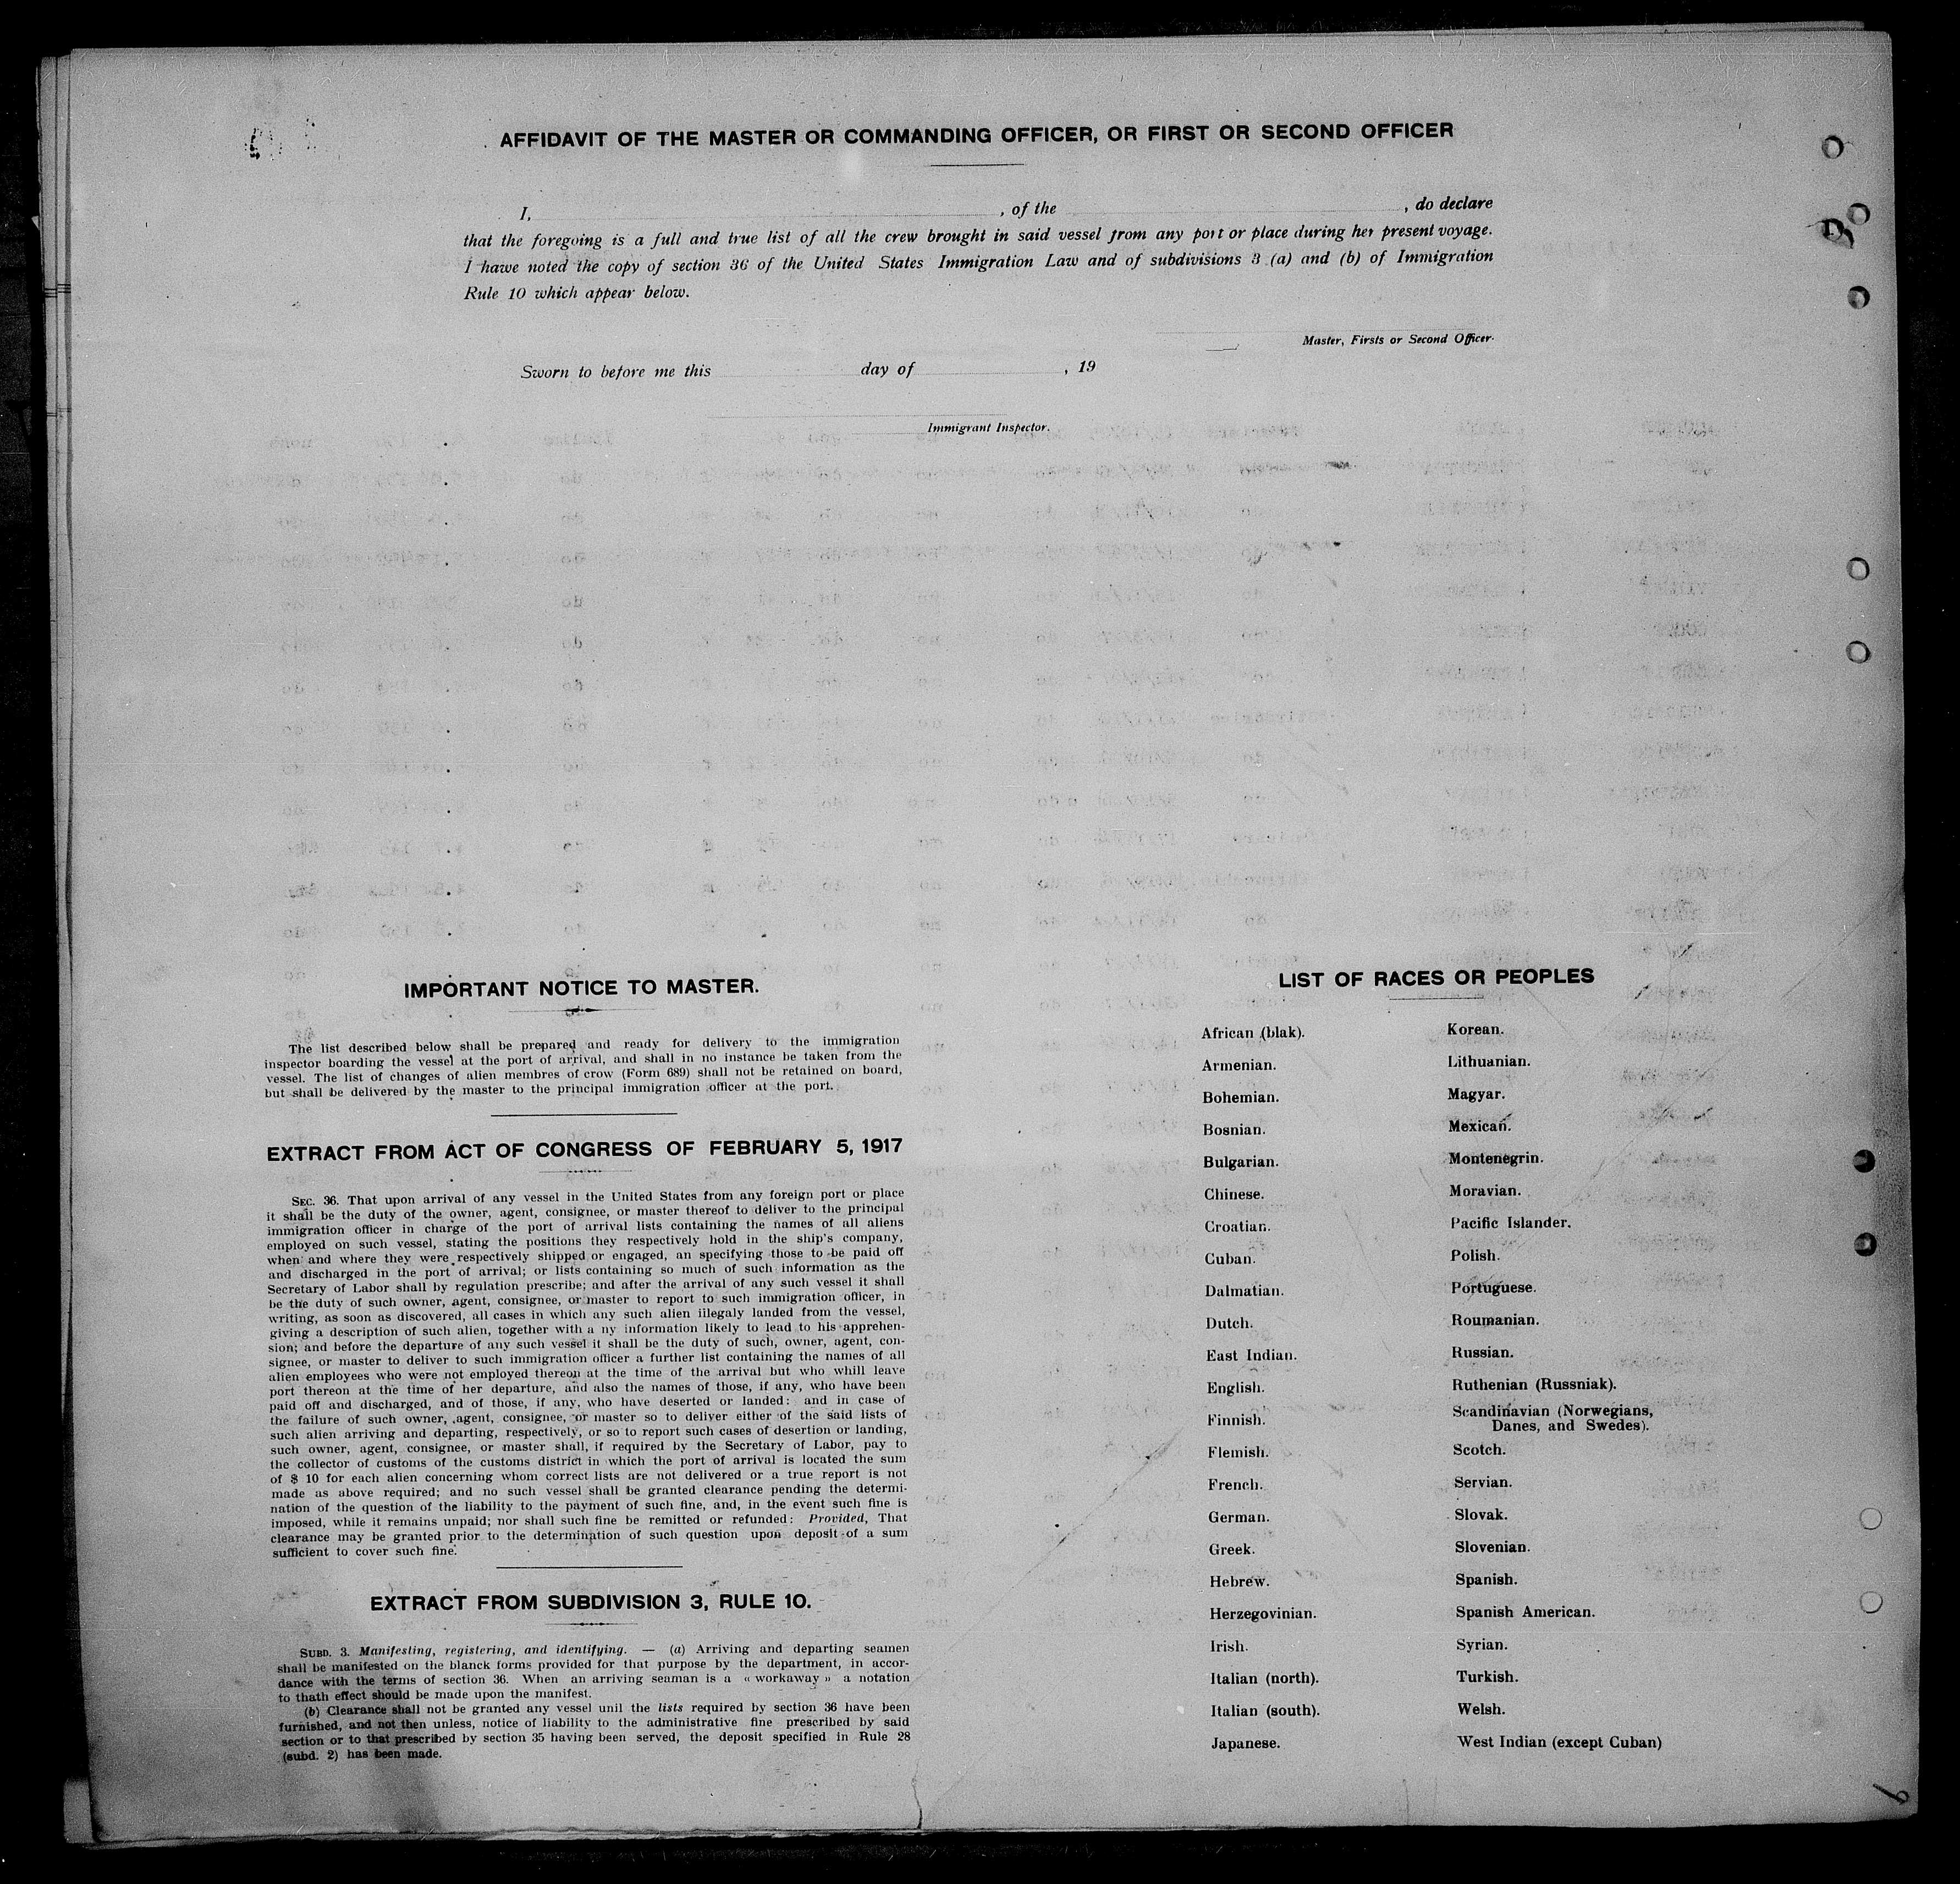 AFFIDAVIT OF THE MASTER OR COMMANDING OFFICER, OR FIRST OR SECOND OFFICER
I, , of the , do declare
that the foregoing is a full and true list of all the crew brought in said vessel from any port or place during her present voyage.
I hawe noted the copy of section 36 of the United States Immigration Law and of subdivisions 3 (a) and (b) of Immigration
Rule 10 which appear below.
Master, Firsts or Second Officer.
Sworn to before me this day of , 19
Immigrant Inspector.
IMPORTANT NOTICE TO MASTER.
The list described below shall be prepared and ready for delivery to the immigration
inspector boarding the vessel at the port of arrival, and shall in no instance be taken from the
vessel. The list of changes of alien membres of crow (Form 689) shall not be retained on board,
but shall be delivered by the master to the principal immigration officer at the port.
EXTRACT FROM ACT OF CONGRESS OF FEBRUARY 5, 1917
SEC. 36. That upon arrival of any vessel in the United States from any foreign port or place
it shall be the duty of the owner, agent, consignee, or master thereof to deliver to the principal
immigration officer in charge of the port of arrival lists containing the names of all aliens
employed on such vessel, stating the positions they respectively hold in the ship's company,
when and where they were respectively shipped or engaged, an specifying those to be paid off
and discharged in the port of arrival; or lists containing so much of such information as the
Secretary of Labor shall by regulation prescribe; and after the arrival of any such vessel it shall
be the duty of such owner, agent, consignee, or master to report to such immigration officer, in
writing, as soon as discovered, all cases in which any such alien illegaly landed from the vessel,
giving a description of such alien, together with a ny information likely to lead to his apprehen-
sion; and before the departure of any such vessel it shall be the duty of such, owner, agent, con-
signee, or master to deliver to such immigration officer a further list containing the names of all
alien employees who were not employed thereon at the time of the arrival but who whill leave
port thereon at the time of her departure, and also the names of those, if any, who have been
paid off and discharged, and of those, if any, who have deserted or landed: and in case of
the failure of such owner, agent, consignee, or master so to deliver either of the said lists of
such alien arriving and departing, respectively, or so to report such cases of desertion or landing,
such owner, agent, consignee, or master shall, if required by the Secretary of Labor, pay to
the collector of customs of the customs district in which the port of arrival is located the sum
of $ 10 for each alien concerning whom correct lists are not delivered or a true report is not
made as above required; and no such vessel shall be granted clearance pending the determi-
nation of the question of the liability to the payment of such fine, and, in the event such fine is
imposed, while it remains unpaid; nor shall such fine be remitted or refunded: Provided, That
clearance may be granted prior to the determination of such question upon deposit of a sum
sufficient to cover such fine.
EXTRACT FROM SUBDIVISION 3, RULE 10.
SUBD. 3. Manifesting, registering, and identifying. — (a) Arriving and departing seamen
shall be manifested on the blanck forms provided for that purpose by the department, in accor-
dance with the terms of section 36. When an arriving seaman is a « workaway » a notation
to thath effect should be made upon the manifest.
(b) Clearance shall not be granted any vessel unil the lists required by section 36 have been
furnished, and not then unless, notice of liability to the administrative fine prescribed by said
section or to that prescribed by section 35 having been served, the deposit specified in Rule 28
(subd. 2) has been made.
LIST OF RACES OR PEOPLES
African (blak).
Armenian.
Bohemian.
Bosnian.
Bulgarian.
Chinese.
Croatian.
Cuban.
Dalmatian.
Dutch.
East Indian.
English.
Finnish.
Flemish.
French.
German.
Greek.
Hebrew.
Herzegovinian.
Irish.
Italian (north).
Italian (south).
Japanese.
Korean.
Lithuanian.
Magyar.
Mexican.
Montenegrin.
Moravian.
Pacific Islander.
Polish.
Portuguese.
Roumanian.
Russian.
Ruthenian (Russniak).
Scandinavian (Norwegians,
Danes, and Swedes).
Scotch.
Servian.
Slovak.
Slovenian.
Spanish.
Spanish American.
Syrian.
Turkish.
Welsh.
West Indian (except Cuban)